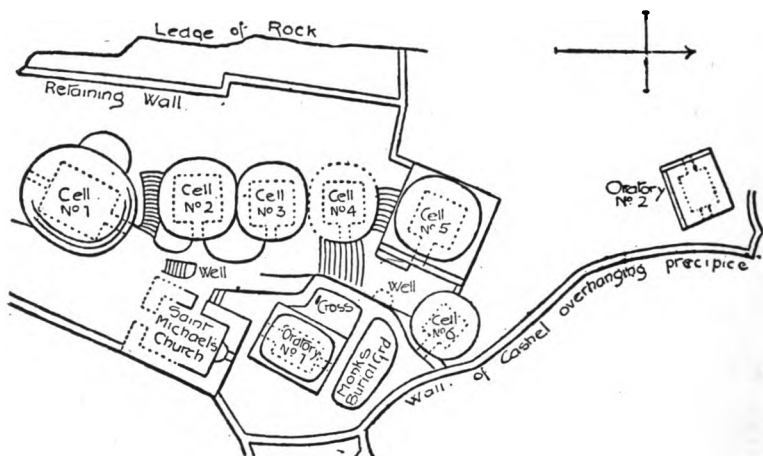 Ledge of Rock
Retaining Wall.
Cell
No 1
Cell
No 2
Cell
No 3
Cell
No 4
Cell
No 5
Oratory
No 2
Well
Well
Cross
Cell
No 6
Saint
Michael's
Church
Oratory
No 1
Monks
Burial Grd
Wall. of Cashel overhanging precipice